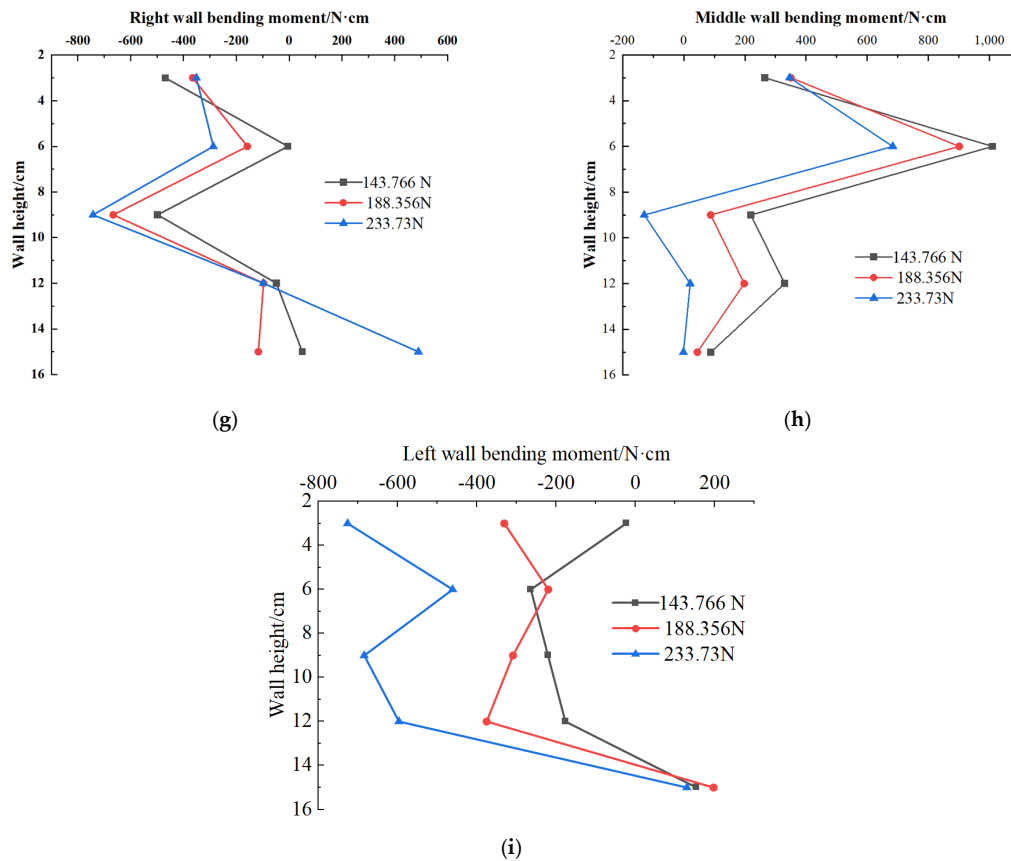 Right wall bending moment/N·cm
-800 -600 -400 -200 0 200 400 600
Wall height/cm
2
4
6
8
10
12
14
16
143.766 N
188.356N
233.73N
(g)
Middle wall bending moment/N·cm
-200 0 200 400 600 800 1,000
Wall height/cm
2
4
6
8
10
12
14
16
143.766 N
188.356N
233.73N
(h)
Left wall bending moment/N·cm
-800 -600 -400 -200 0 200
Wall height/cm
2
4
6
8
10
12
14
16
143.766 N
188.356N
233.73N
(i)